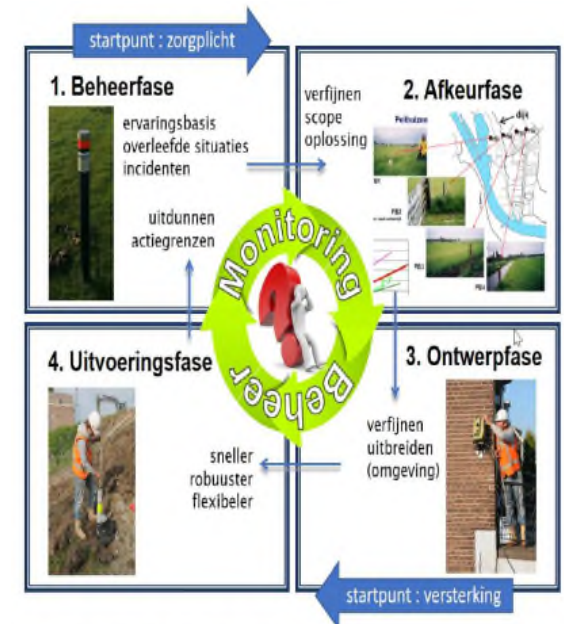 startpunt : zorgplicht
1. Beheerfase
ervaringsbasis
overleefde situaties
incidenten
uitdunnen
actiegrenzen
2. Afkeurfase
verfijnen
scope
oplossing
dijk
Monitoring
Beheer
4. Uitvoeringsfase
sneller
robuuster
flexibeler
3. Ontwerpfase
verfijnen
uitbreiden
(omgeving)
startpunt : versterking